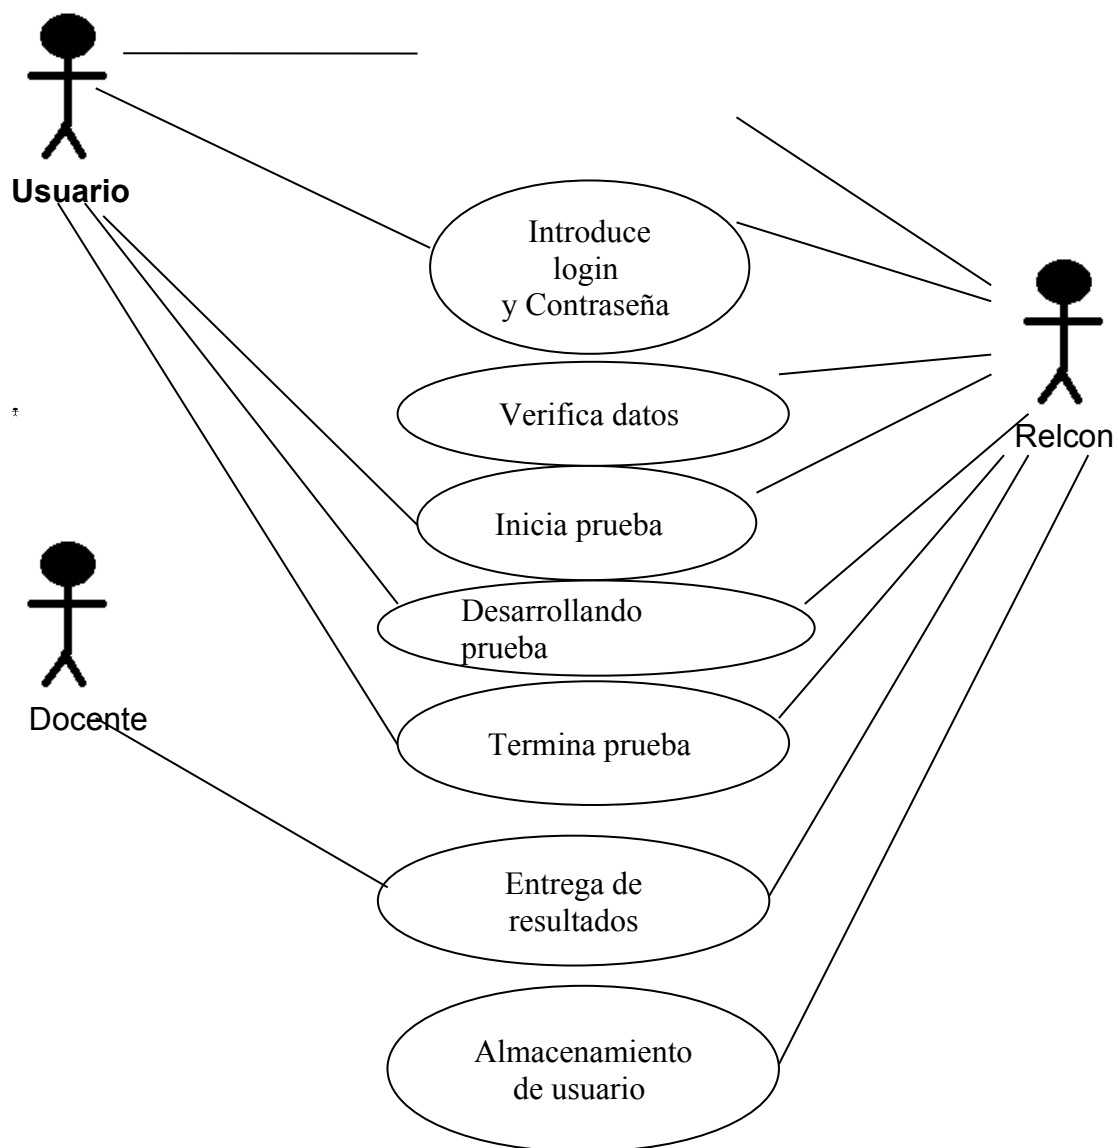 Usuario
Introduce
login
y Contraseña
Verifica datos
Relcon
Inicia prueba
Desarrollando
prueba
Docente
Termina prueba
Entrega de
resultados
Almacenamiento
de usuario